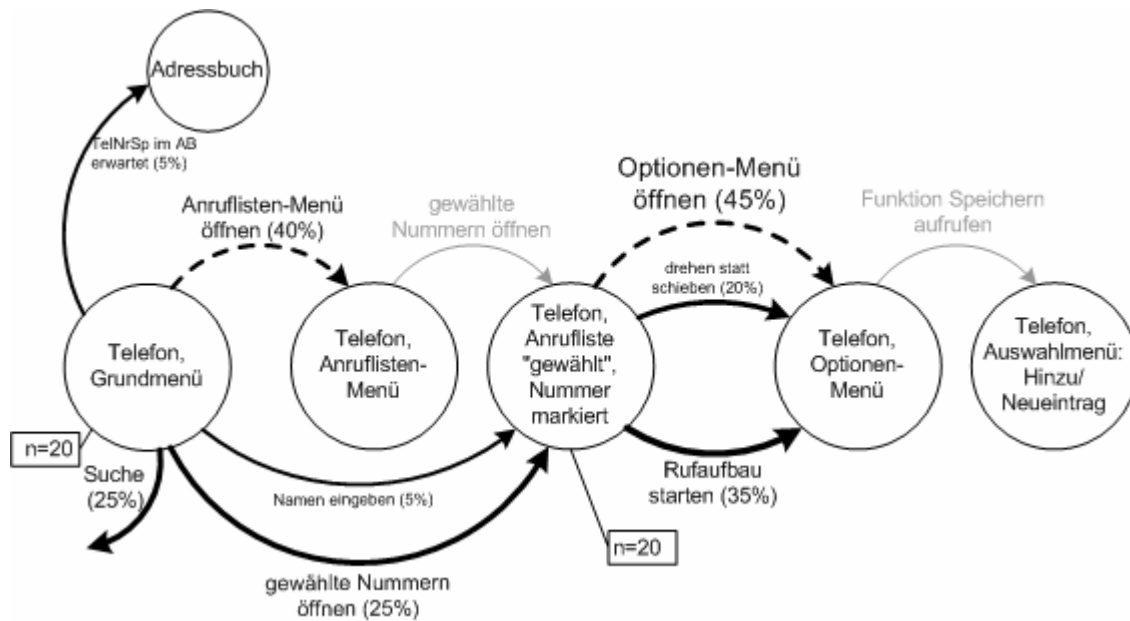 Adressbuch
TelNrSp im AB
erwartet (5%)
Anruflisten-Menü
öffnen (40%)
gewählte
Nummern öffnen
Optionen-Menü
öffnen (45%)
Funktion Speichern
aufrufen
drehen statt
schieben (20%)
Telefon,
Grundmenü
Telefon,
Anruflisten-
Menü
Telefon,
Anrufliste
"gewählt",
Nummer
markiert
Telefon,
Optionen-
Menü
Telefon,
Auswahlmenü:
Hinzu/
Neueintrag
n=20
Suche
(25%)
Namen eingeben (5%)
Rufaufbau
starten (35%)
n=20
gewählte Nummern
öffnen (25%)